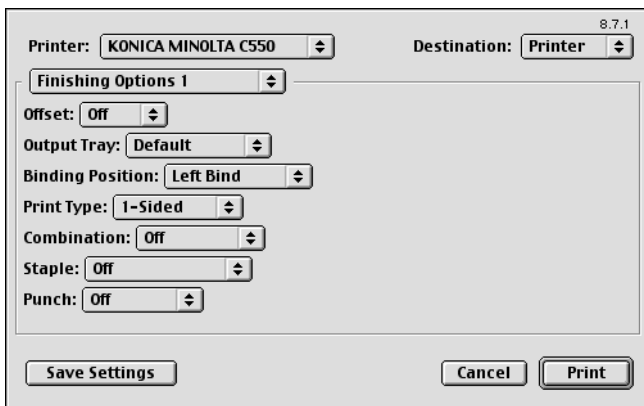 8.7.1
Printer: KONICA MINOLTA C550 Destination: Printer
Finishing Options 1
Offset: Off
Output Tray: Default
Binding Position: Left Bind
Print Type: 1-Sided
Combination: Off
Staple: Off
Punch: Off
Save Settings Cancel Print